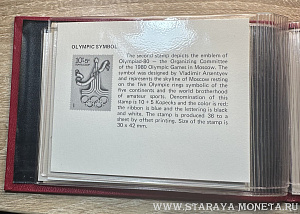 OLYMPIC SYMBOL
The second stamp depicts the emblem of
Olympiad-80 — the Organizing Committee
of the 1980 Olympic Games in Moscow. The
symbol was designed by Vladimir Arsentyev
and represents the skyline of Moscow resting
on the five Olympic rings symbolic of the
five continents and the world brotherhood
of amateur sports. Denomination of this
stamp is 10 + 5 Kopecks and the color is red;
the ribbon is blue and the lettering is black
and white. The stamp is produced 36 to a
sheet by offset printing. Size of the stamp is
30 x 42 mm.
WWW.STARAYA-MONETA.RU